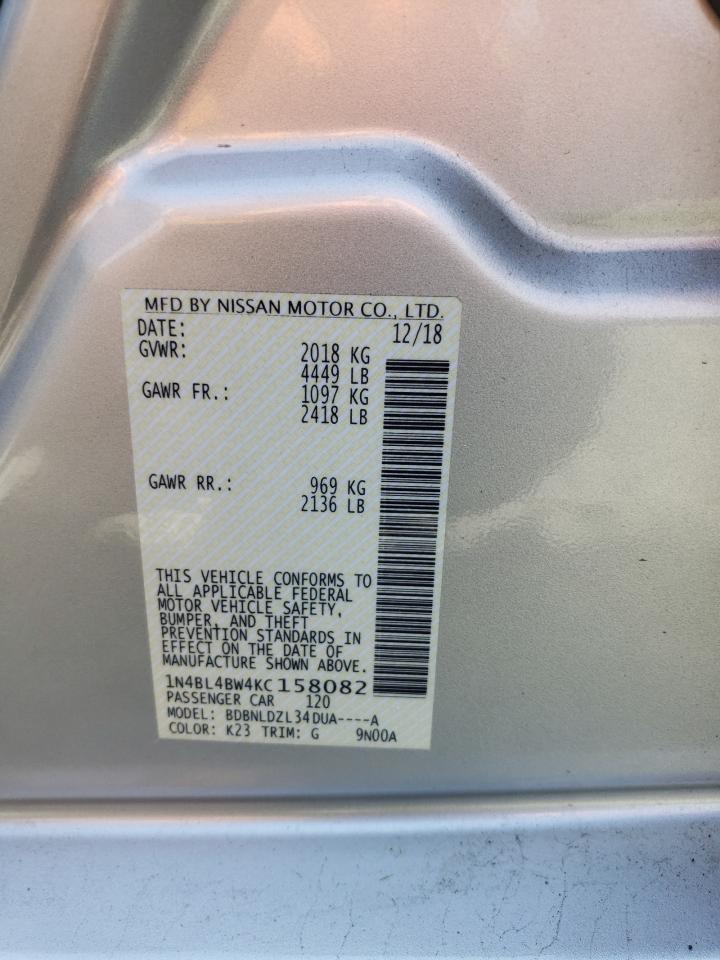 MFD BY NISSAN MOTOR CO., LTD.
DATE: 12/18
GVWR: 2018 KG
4449 LB
GAWR FR.: 1097 KG
2418 LB
GAWR RR.: 969 KG
2136 LB
THIS VEHICLE CONFORMS TO
ALL APPLICABLE FEDERAL
MOTOR VEHICLE SAFETY,
BUMPER, AND THEFT
PREVENTION STANDARDS IN
EFFECT ON THE DATE OF
MANUFACTURE SHOWN ABOVE.
1N4BL4BW4KC158082
PASSENGER CAR 120
MODEL: BDBNLDZL34DUA----A
COLOR: K23 TRIM: G 9N00A